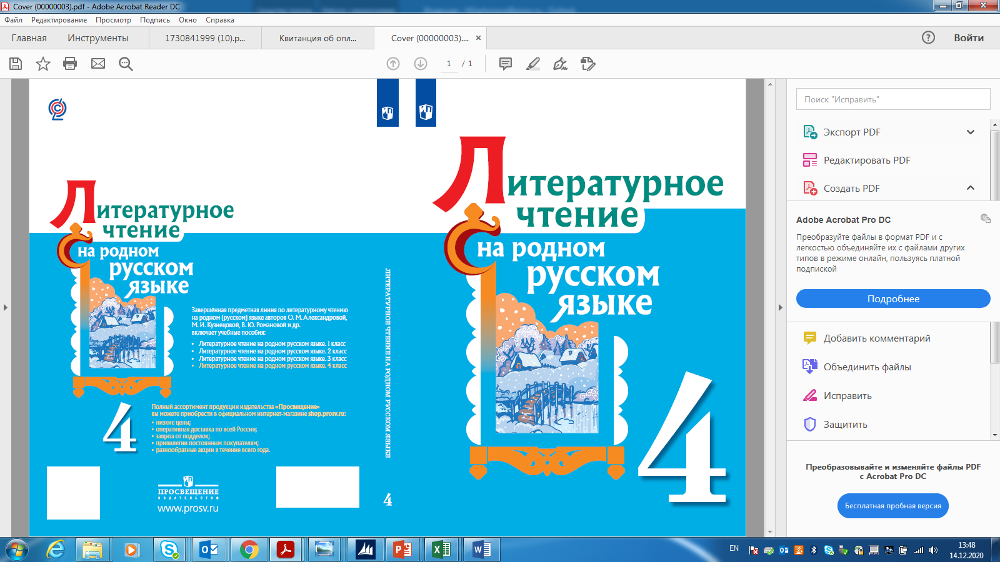 Cover (00000003).pdf - Adobe Acrobat Reader DC
Файл Редактирование Просмотр Подпись Окно Справка
Главная Инструменты 1730841999 (10).p... Квитанция об опл... Cover (00000003).... × Войти
1 / 1
Литературное
чтение
на родном
русском
языке
Завершённая предметная линия по литературному чтению
на родном (русском) языке авторов О. М. Александровой,
М. И. Кузнецовой, В. Ю. Романовой и др.
включает учебные пособия:
• Литературное чтение на родном русском языке. 1 класс
• Литературное чтение на родном русском языке. 2 класс
• Литературное чтение на родном русском языке. 3 класс
• Литературное чтение на родном русском языке. 4 класс
Полный ассортимент продукции издательства «Просвещение»
вы можете приобрести в официальном интернет-магазине shop.prosv.ru:
• низкие цены;
• оперативная доставка по всей России;
• защита от подделок;
• привилегии постоянным покупателям;
• разнообразные акции в течение всего года.
4
ПРОСВЕЩЕНИЕ
ИЗДАТЕЛЬСТВО
www.prosv.ru
ЛИТЕРАТУРНОЕ ЧТЕНИЕ НА РОДНОМ РУССКОМ ЯЗЫКЕ
4
Литературное
чтение
на родном
русском
языке
4
Поиск "Исправить"
Экспорт PDF
Редактировать PDF
Создать PDF
Adobe Acrobat Pro DC
Преобразуйте файлы в формат PDF и с
легкостью объединяйте их с файлами других
типов в режиме онлайн, пользуясь платной
подпиской
Подробнее
Добавить комментарий
Объединить файлы
Исправить
Защитить
Преобразовывайте и изменяйте файлы PDF
с Acrobat Pro DC
Бесплатная пробная версия
EN
13:48
14.12.2020